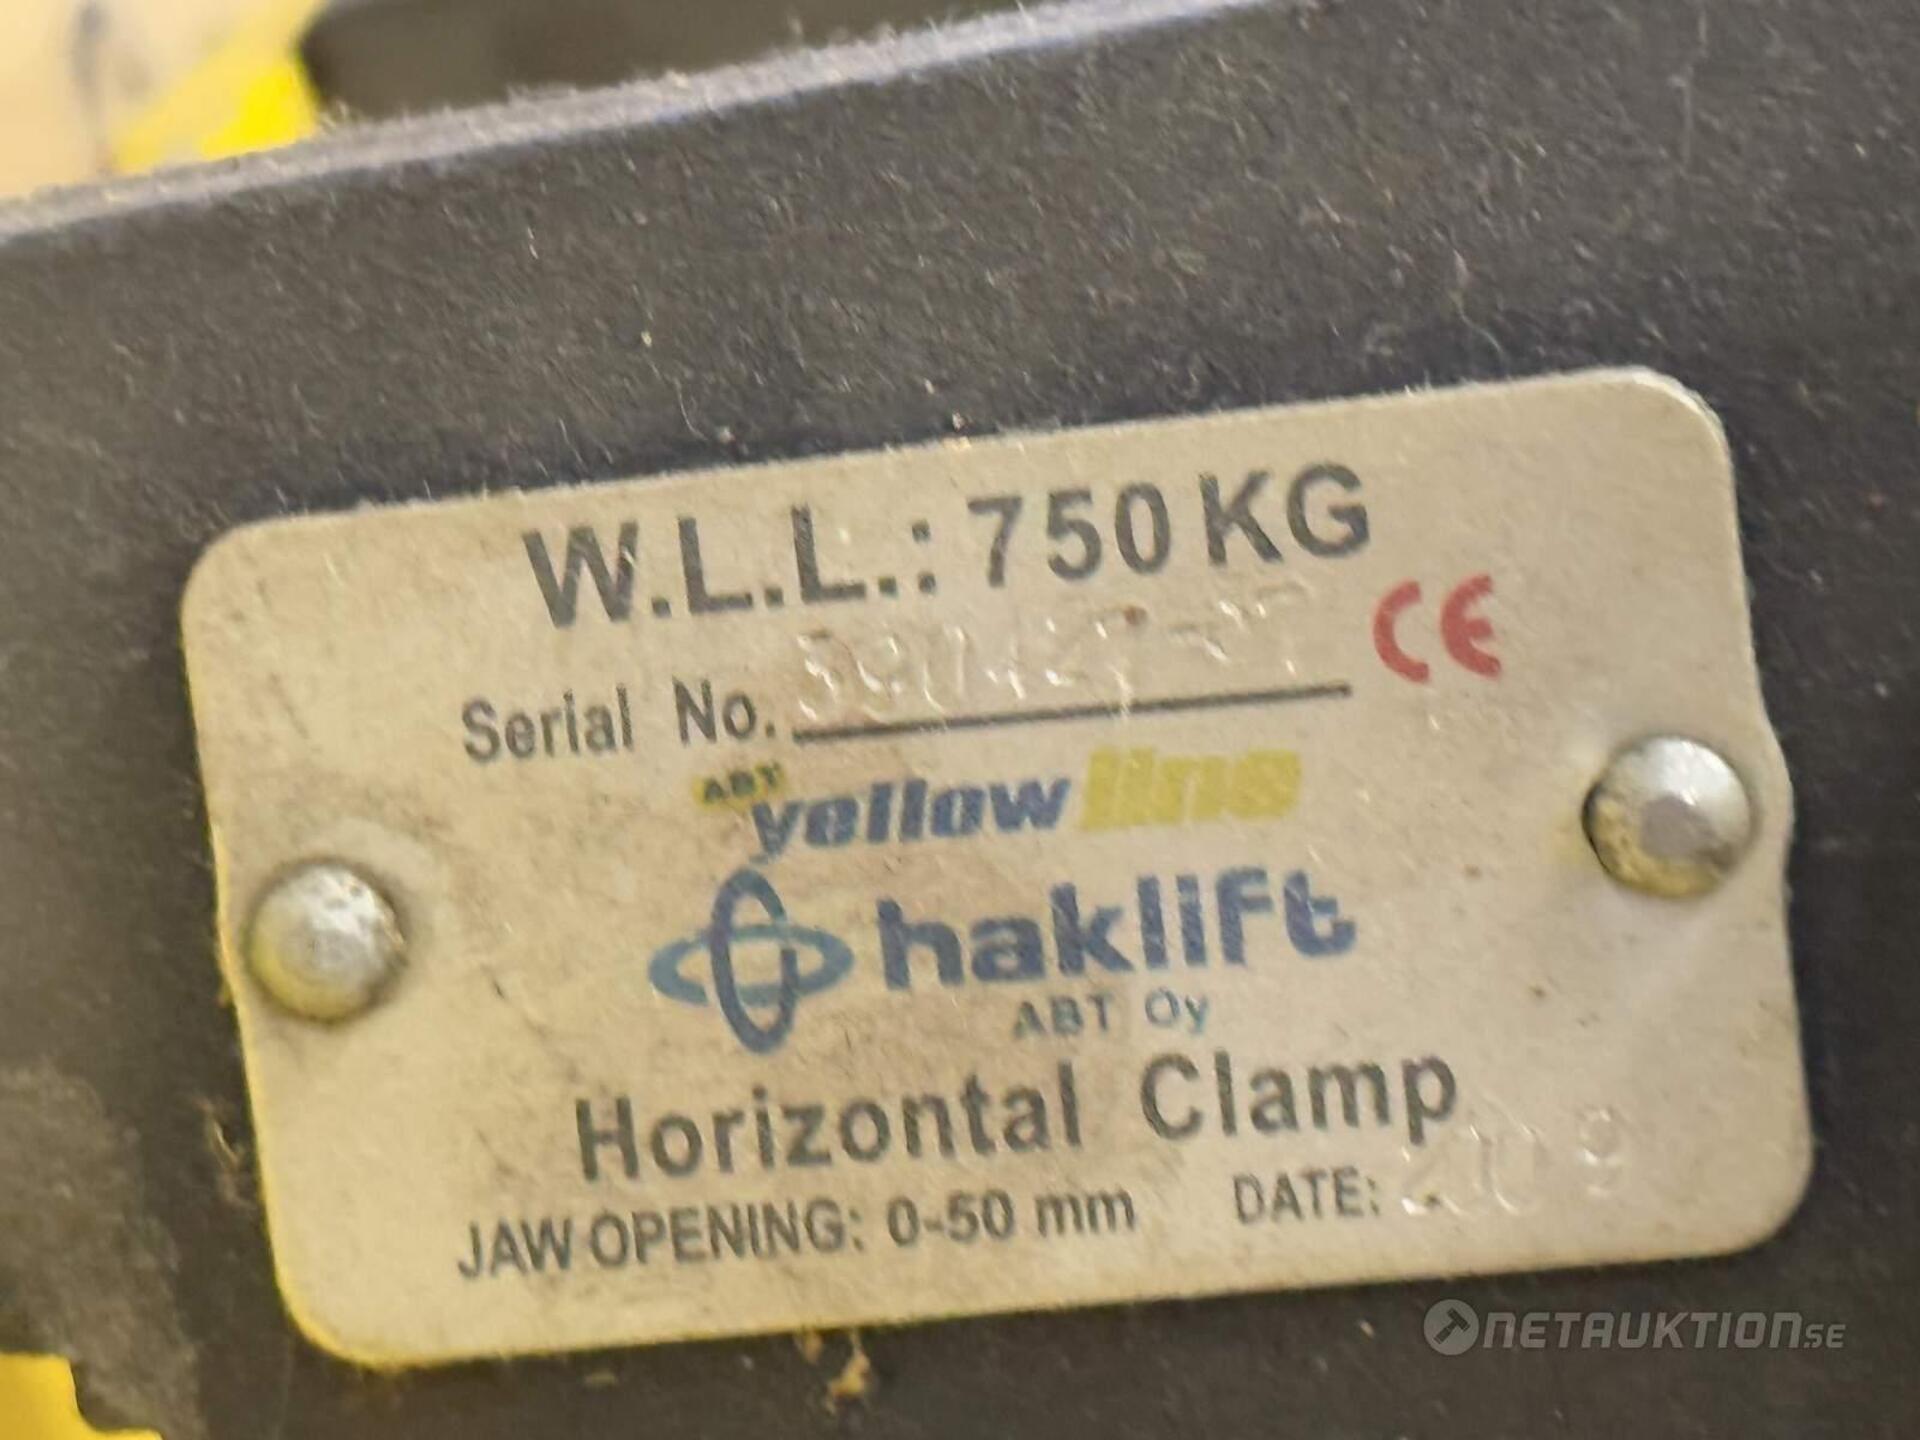 W.L.L.: 750 KG
Serial No. CE
ABT yellow line
haklift
ABT Oy
Horizontal Clamp
JAW OPENING: 0-50 mm DATE: 2009
NETAUKTION.SE